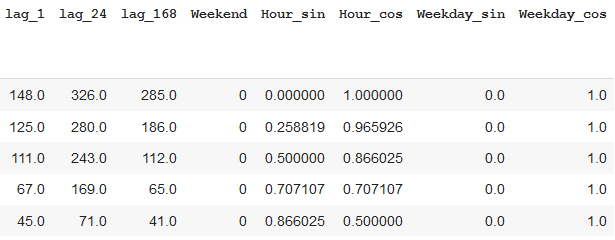 lag_1 lag_24 lag_168 Weekend Hour_sin Hour_cos Weekday_sin Weekday_cos
148.0 326.0 285.0 0 0.000000 1.000000 0.0 1.0
125.0 280.0 186.0 0 0.258819 0.965926 0.0 1.0
111.0 243.0 112.0 0 0.500000 0.866025 0.0 1.0
67.0 169.0 65.0 0 0.707107 0.707107 0.0 1.0
45.0 71.0 41.0 0 0.866025 0.500000 0.0 1.0